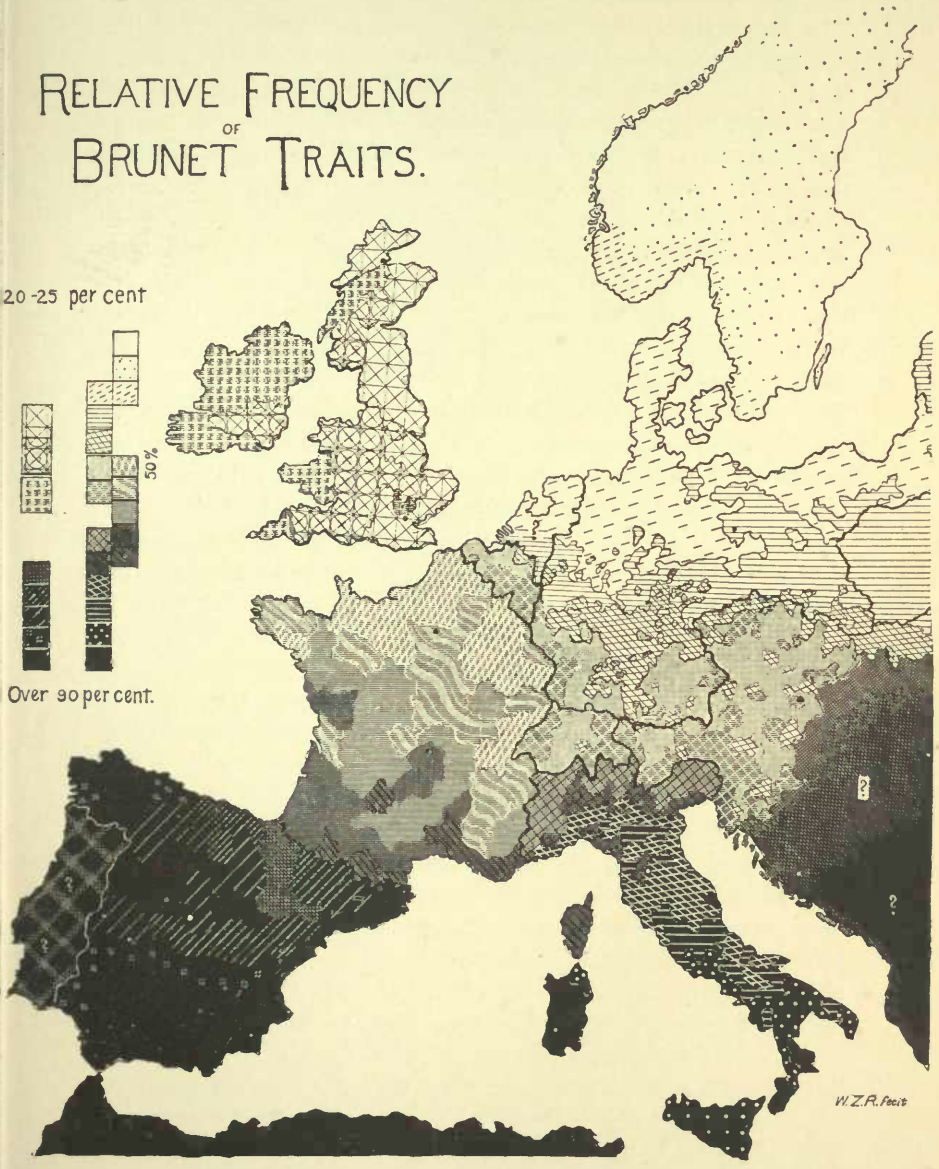 RELATIVE FREQUENCY
OF
BRUNET TRAITS.
20-25 per cent
50%
Over 90 per cent.
?
?
?
?
W.Z.R. fecit